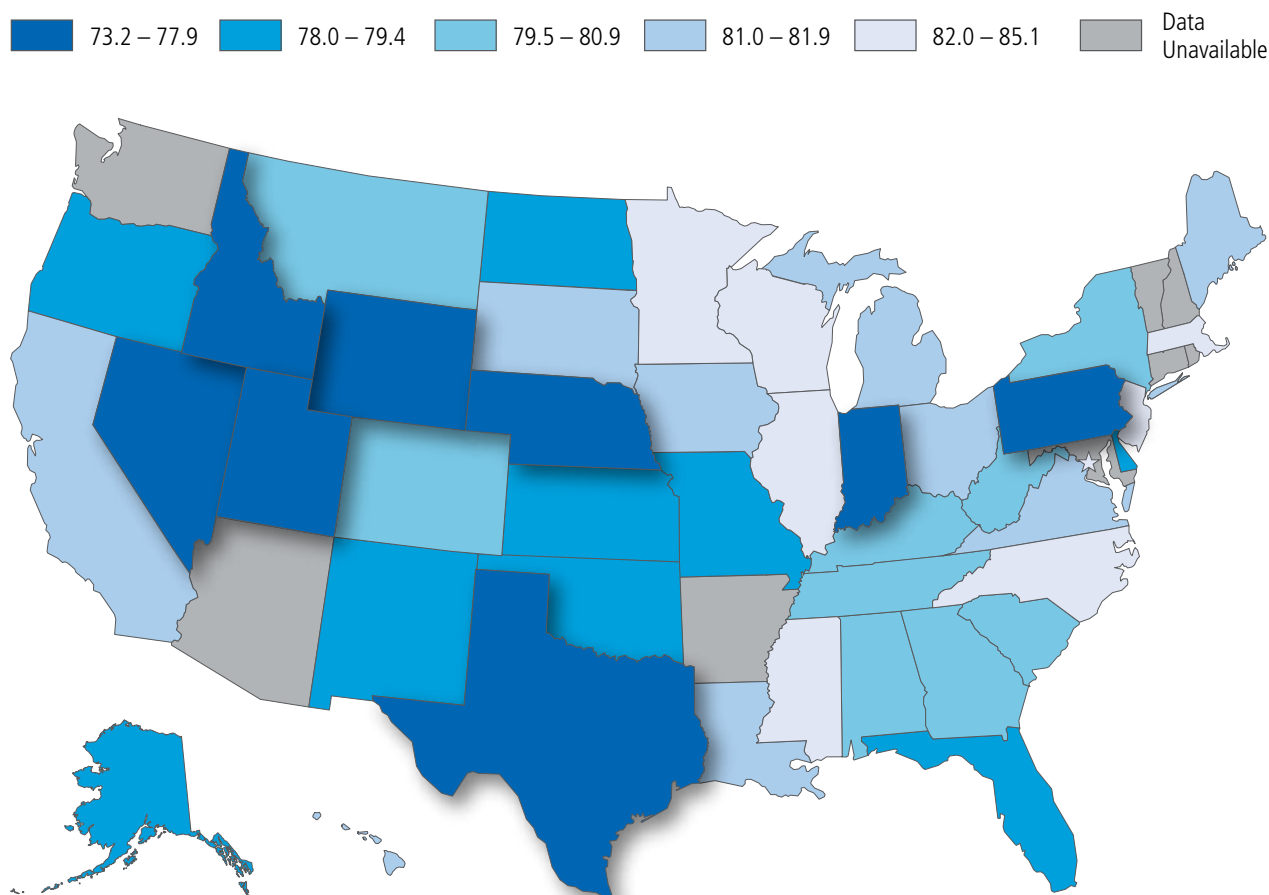 73.2 – 77.9
78.0 – 79.4
79.5 – 80.9
81.0 – 81.9
82.0 – 85.1
Data
Unavailable